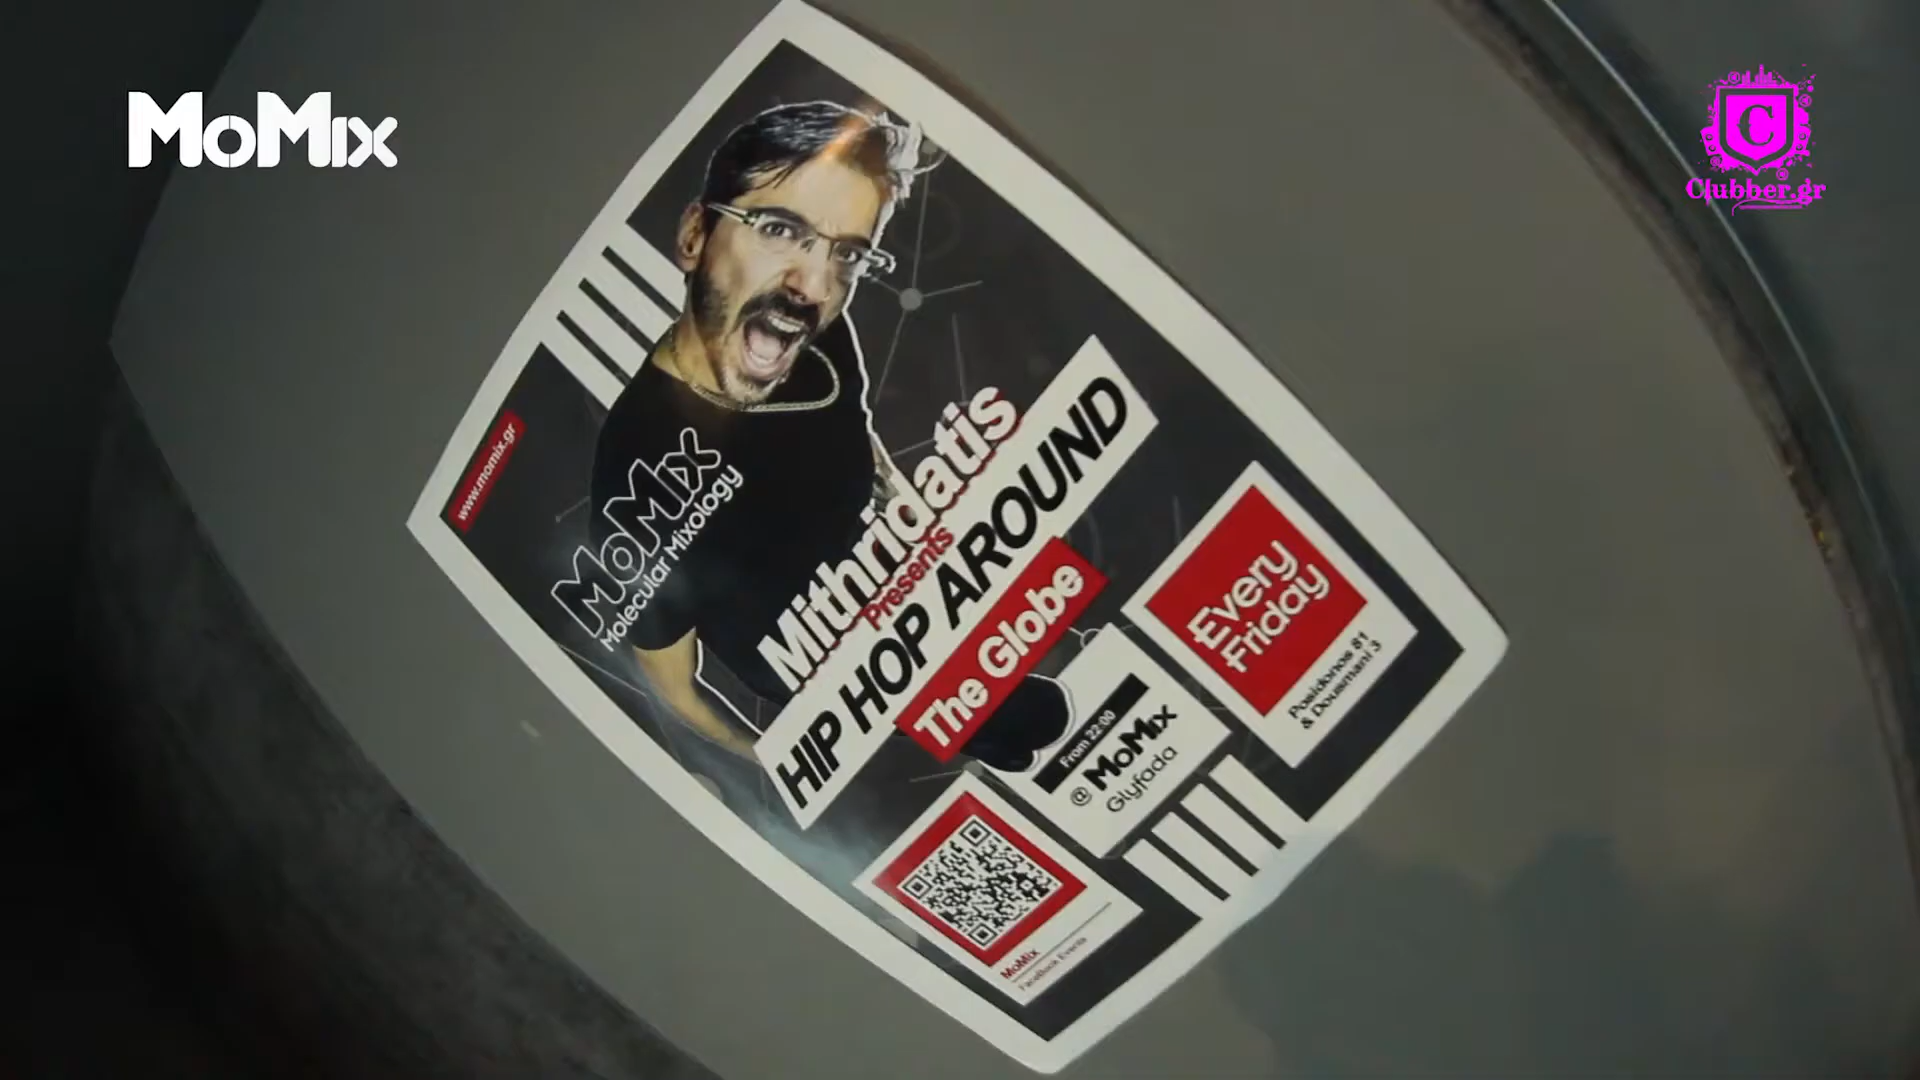 MoMix
C
Clubber.gr
www.momix.gr
MoMix
Molecular Mixology
Mithridatis
Presents
HIP HOP AROUND
The Globe
Every
Friday
Posidonos 81
& Dousmani 3
From 22:00
@ MoMix
Glyfada
MoMix
FaceBook Events